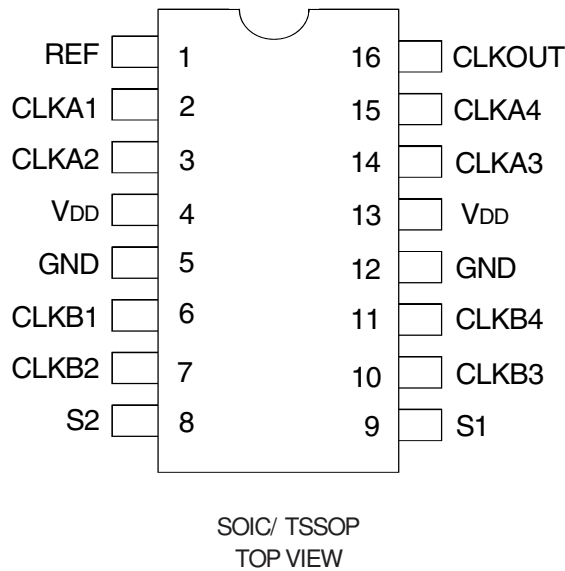 REF 1 16 CLKOUT
CLKA1 2 15 CLKA4
CLKA2 3 14 CLKA3
VDD 4 13 VDD
GND 5 12 GND
CLKB1 6 11 CLKB4
CLKB2 7 10 CLKB3
S2 8 9 S1
SOIC/ TSSOP
TOP VIEW